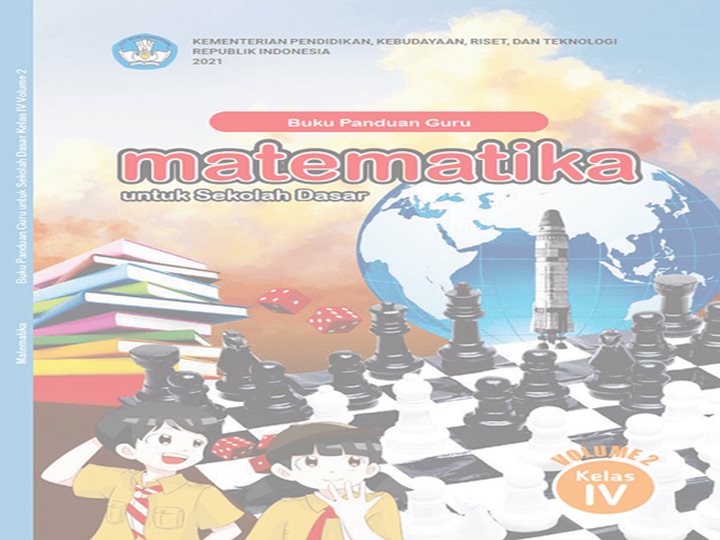 KEMENTERIAN PENDIDIKAN, KEBUDAYAAN, RISET, DAN TEKNOLOGI
REPUBLIK INDONESIA
2021
Buku Panduan Guru
matematika
untuk Sekolah Dasar
VOLUME 2
Kelas
IV
Matematika Buku Panduan Guru untuk Sekolah Dasar Kelas IV Volume 2